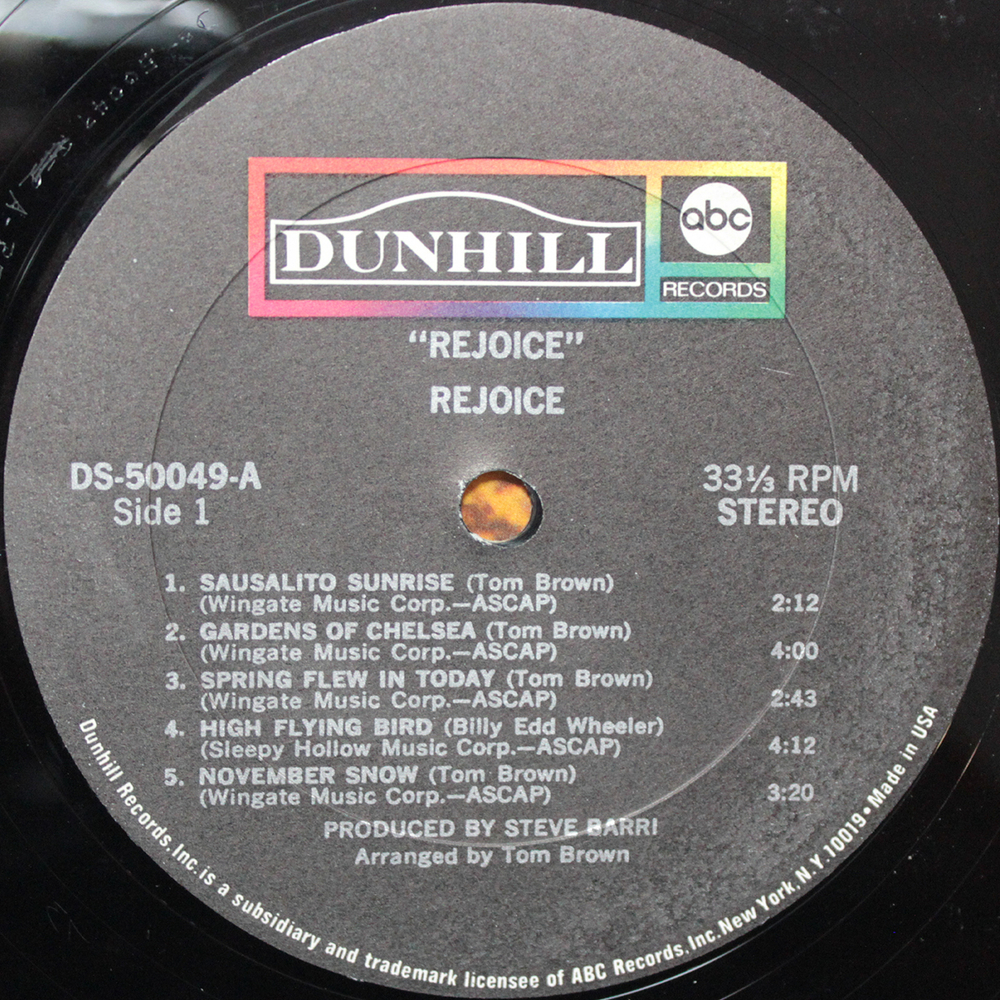 DUNHILL
abc
RECORDS
“REJOICE”
REJOICE
DS-50049-A
Side 1
33⅓ RPM
STEREO
1. SAUSALITO SUNRISE (Tom Brown)
(Wingate Music Corp.—ASCAP) 2:12
2. GARDENS OF CHELSEA (Tom Brown)
(Wingate Music Corp.—ASCAP) 4:00
3. SPRING FLEW IN TODAY (Tom Brown)
(Wingate Music Corp.—ASCAP) 2:43
4. HIGH FLYING BIRD (Billy Edd Wheeler)
(Sleepy Hollow Music Corp.—ASCAP) 4:12
5. NOVEMBER SNOW (Tom Brown)
(Wingate Music Corp.—ASCAP) 3:20
PRODUCED BY STEVE BARRI
Arranged by Tom Brown
Dunhill Records, Inc. is a subsidiary and trademark licensee of ABC Records, Inc. New York, N.Y. 10019 • Made in USA